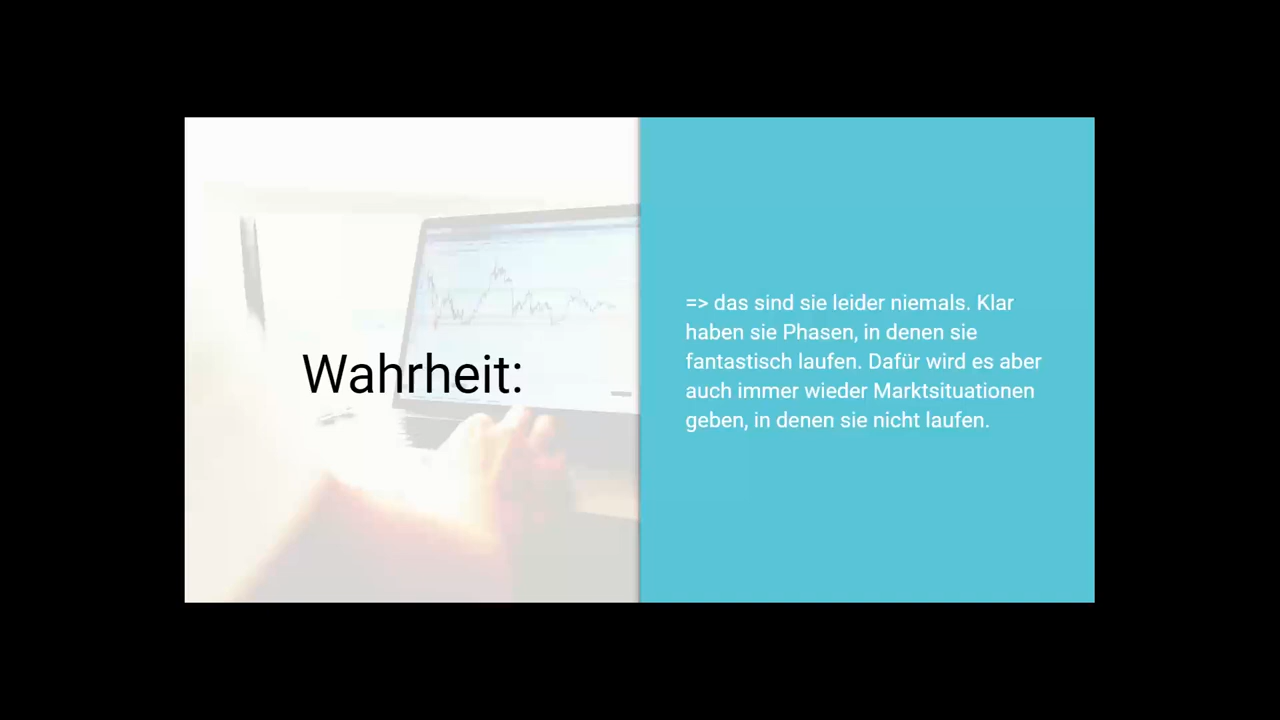 Wahrheit:
=> das sind sie leider niemals. Klar
haben sie Phasen, in denen sie
fantastisch laufen. Dafür wird es aber
auch immer wieder Marktsituationen
geben, in denen sie nicht laufen.